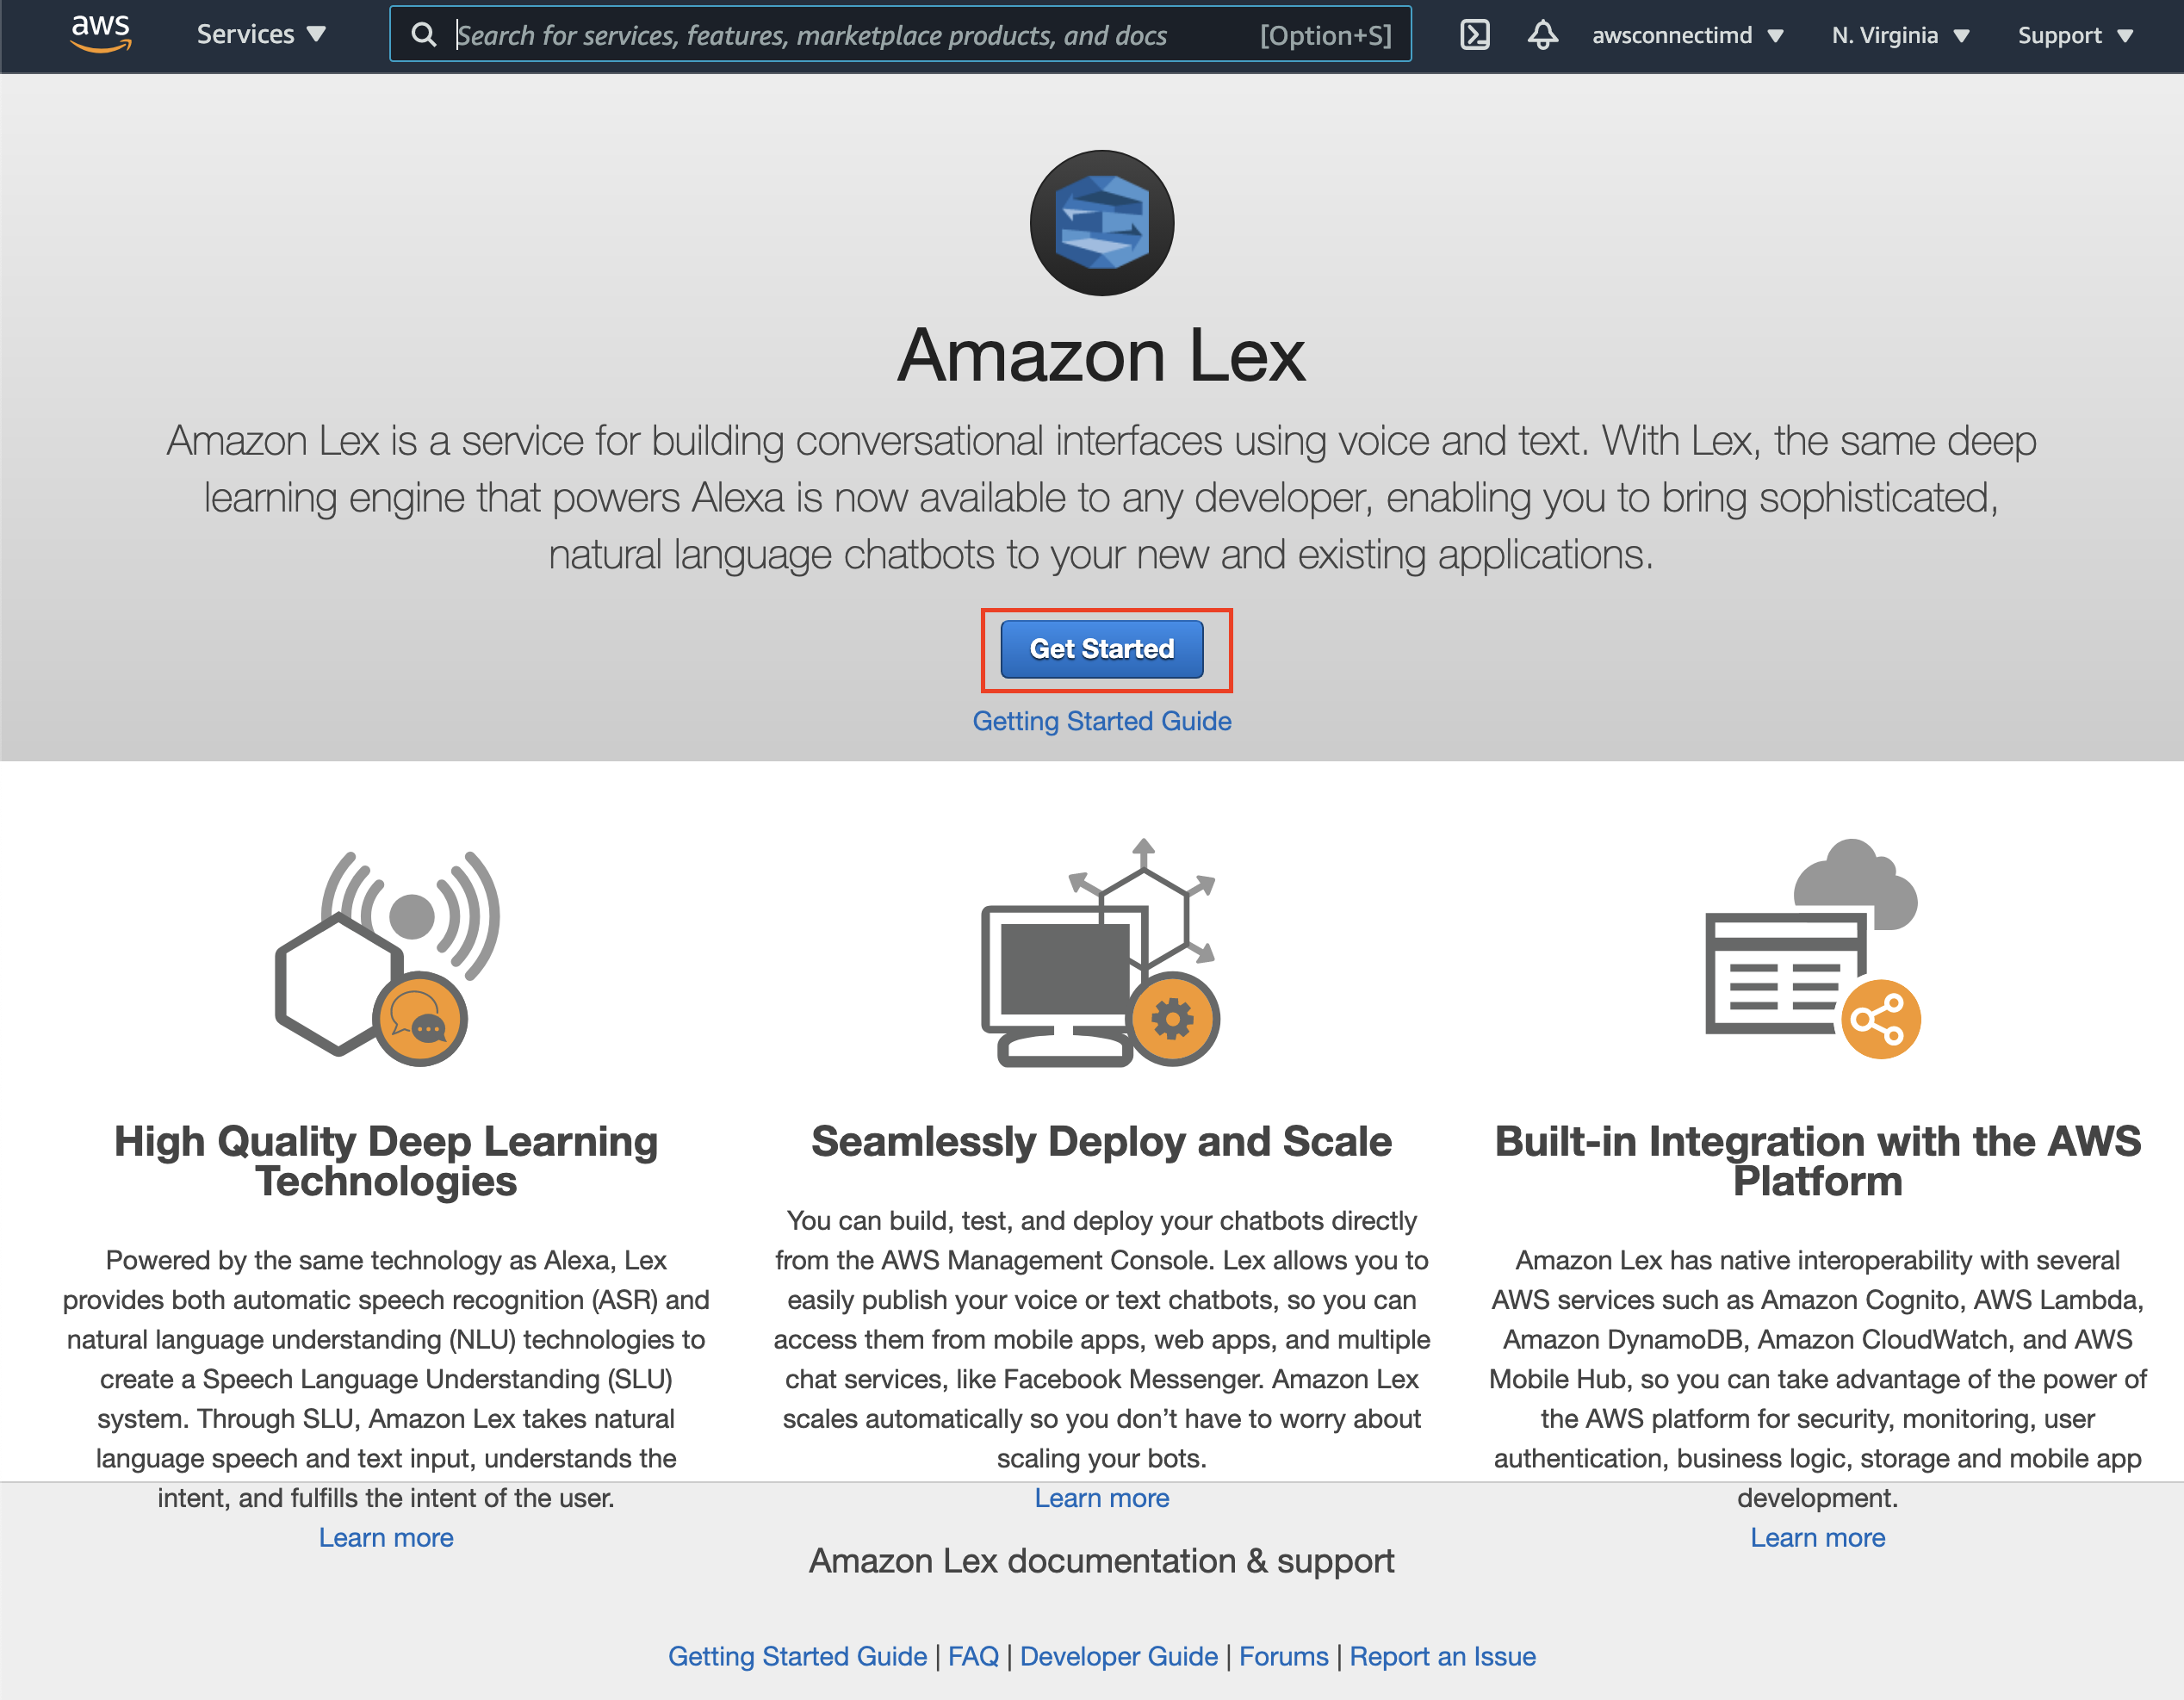 aws
Services
Search for services, features, marketplace products, and docs
[Option+S]
awsconnectimd
N. Virginia
Support
Amazon Lex
Amazon Lex is a service for building conversational interfaces using voice and text. With Lex, the same deep
learning engine that powers Alexa is now available to any developer, enabling you to bring sophisticated,
natural language chatbots to your new and existing applications.
Get Started
Getting Started Guide
High Quality Deep Learning
Technologies
Powered by the same technology as Alexa, Lex
provides both automatic speech recognition (ASR) and
natural language understanding (NLU) technologies to
create a Speech Language Understanding (SLU)
system. Through SLU, Amazon Lex takes natural
language speech and text input, understands the
intent, and fulfills the intent of the user.
Learn more
Seamlessly Deploy and Scale
You can build, test, and deploy your chatbots directly
from the AWS Management Console. Lex allows you to
easily publish your voice or text chatbots, so you can
access them from mobile apps, web apps, and multiple
chat services, like Facebook Messenger. Amazon Lex
scales automatically so you don’t have to worry about
scaling your bots.
Learn more
Built-in Integration with the AWS
Platform
Amazon Lex has native interoperability with several
AWS services such as Amazon Cognito, AWS Lambda,
Amazon DynamoDB, Amazon CloudWatch, and AWS
Mobile Hub, so you can take advantage of the power of
the AWS platform for security, monitoring, user
authentication, business logic, storage and mobile app
development.
Learn more
Amazon Lex documentation & support
Getting Started Guide | FAQ | Developer Guide | Forums | Report an Issue